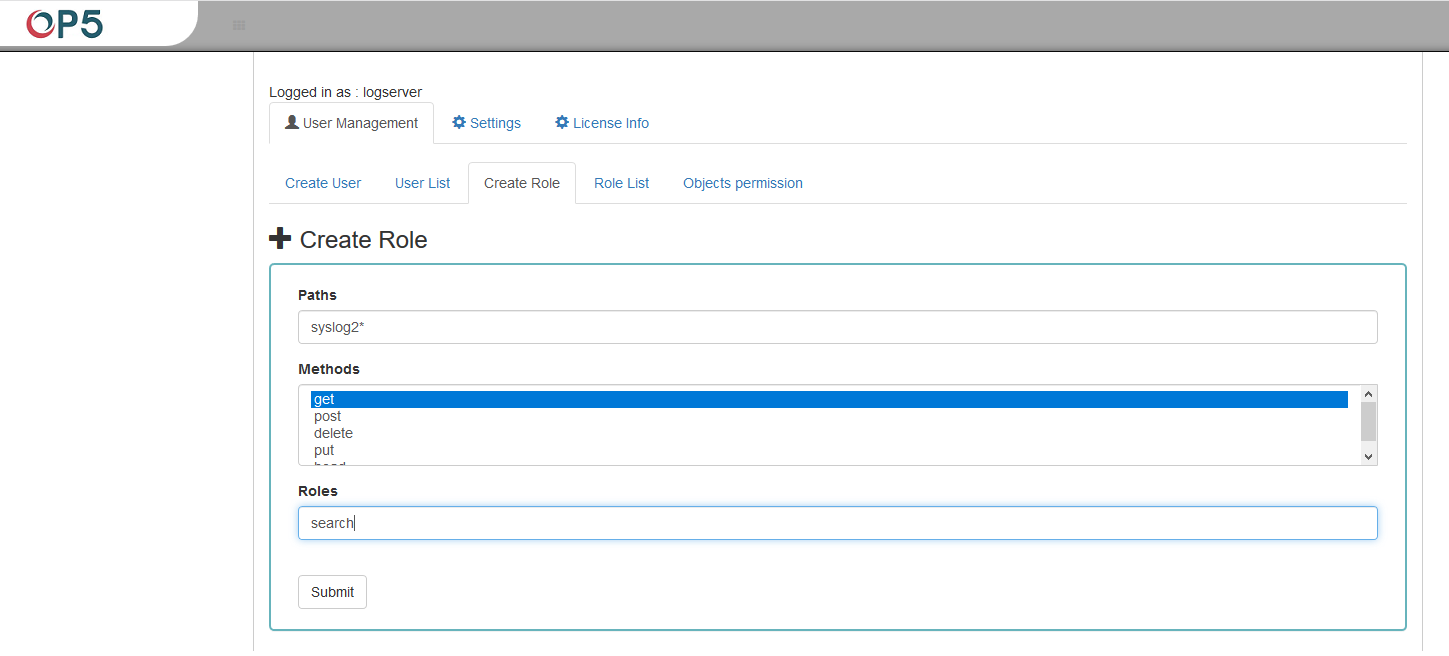 OP5
Logged in as : logserver
User Management Settings License Info
Create User User List Create Role Role List Objects permission
Create Role
Paths
syslog2*
Methods
get
post
delete
put
Roles
search
Submit